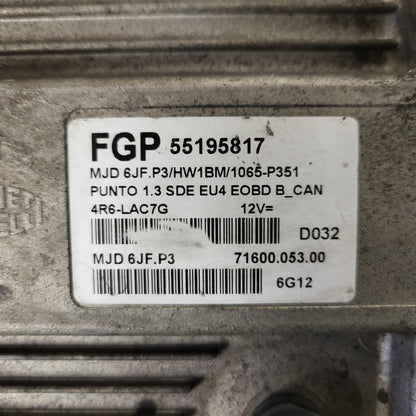 FGP 55195817
MJD 6JF.P3/HW1BM/1065-P351
PUNTO 1.3 SDE EU4 EOBD B_CAN
4R6-LAC7G 12V=
D032
MJD 6JF.P3 71600.053.00
6G12